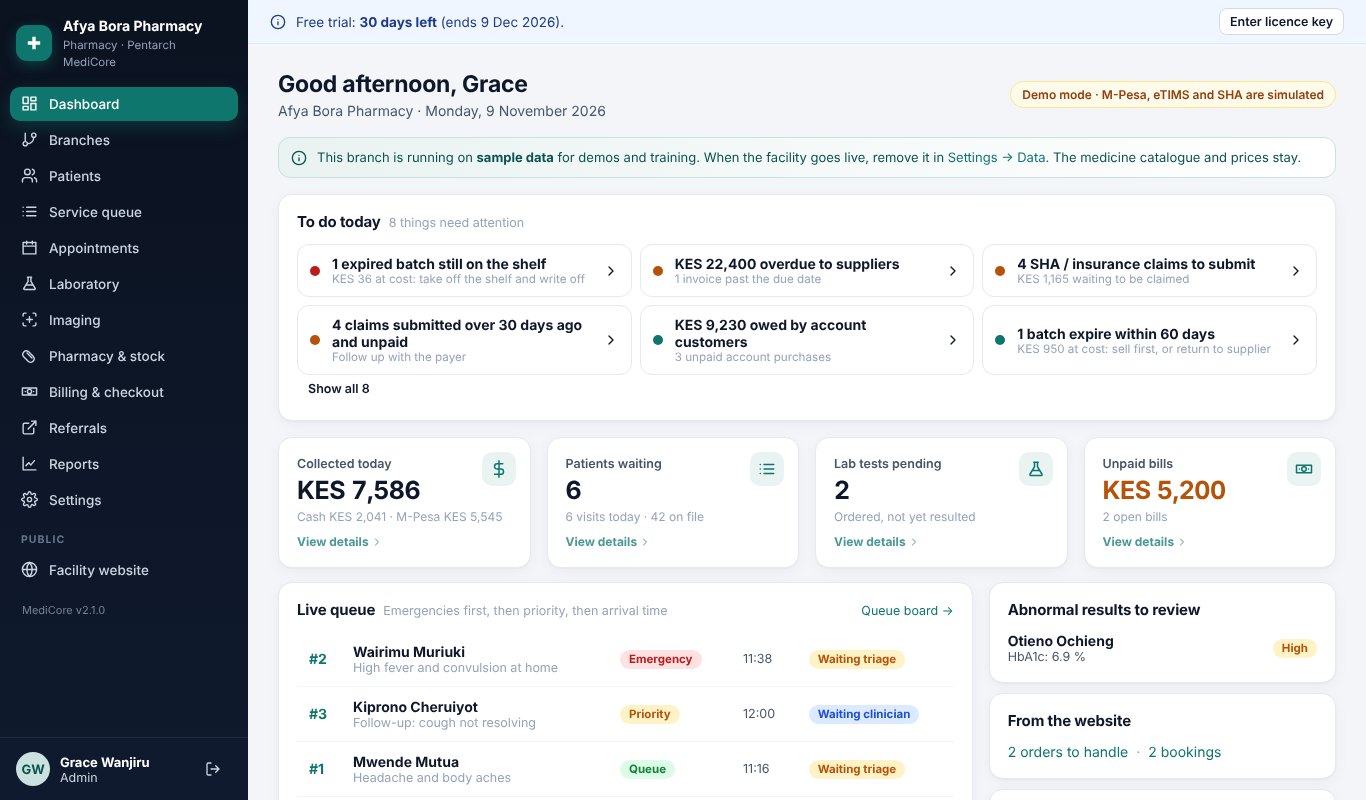 Afya Bora Pharmacy
Pharmacy · Pentarch
MediCore
Dashboard
Branches
Patients
Service queue
Appointments
Laboratory
Imaging
Pharmacy & stock
Billing & checkout
Referrals
Reports
Settings
PUBLIC
Facility website
MediCore v2.1.0
GW
Grace Wanjiru
Admin
Free trial: 30 days left (ends 9 Dec 2026).
Enter licence key
Good afternoon, Grace
Afya Bora Pharmacy · Monday, 9 November 2026
Demo mode · M-Pesa, eTIMS and SHA are simulated
This branch is running on sample data for demos and training. When the facility goes live, remove it in Settings → Data. The medicine catalogue and prices stay.
To do today 8 things need attention
1 expired batch still on the shelf
KES 36 at cost: take off the shelf and write off
KES 22,400 overdue to suppliers
1 invoice past the due date
4 SHA / insurance claims to submit
KES 1,165 waiting to be claimed
4 claims submitted over 30 days ago
and unpaid
Follow up with the payer
KES 9,230 owed by account
customers
3 unpaid account purchases
1 batch expire within 60 days
KES 950 at cost: sell first, or return to supplier
Show all 8
Collected today
KES 7,586
Cash KES 2,041 · M-Pesa KES 5,545
View details
Patients waiting
6
6 visits today · 42 on file
View details
Lab tests pending
2
Ordered, not yet resulted
View details
Unpaid bills
KES 5,200
2 open bills
View details
Live queue Emergencies first, then priority, then arrival time
Queue board →
#2 Wairimu Muriuki Emergency 11:38 Waiting triage
High fever and convulsion at home
#3 Kiprono Cheruiyot Priority 12:00 Waiting clinician
Follow-up: cough not resolving
#1 Mwende Mutua Queue 11:16 Waiting triage
Headache and body aches
Abnormal results to review
Otieno Ochieng
HbA1c: 6.9 %
High
From the website
2 orders to handle · 2 bookings